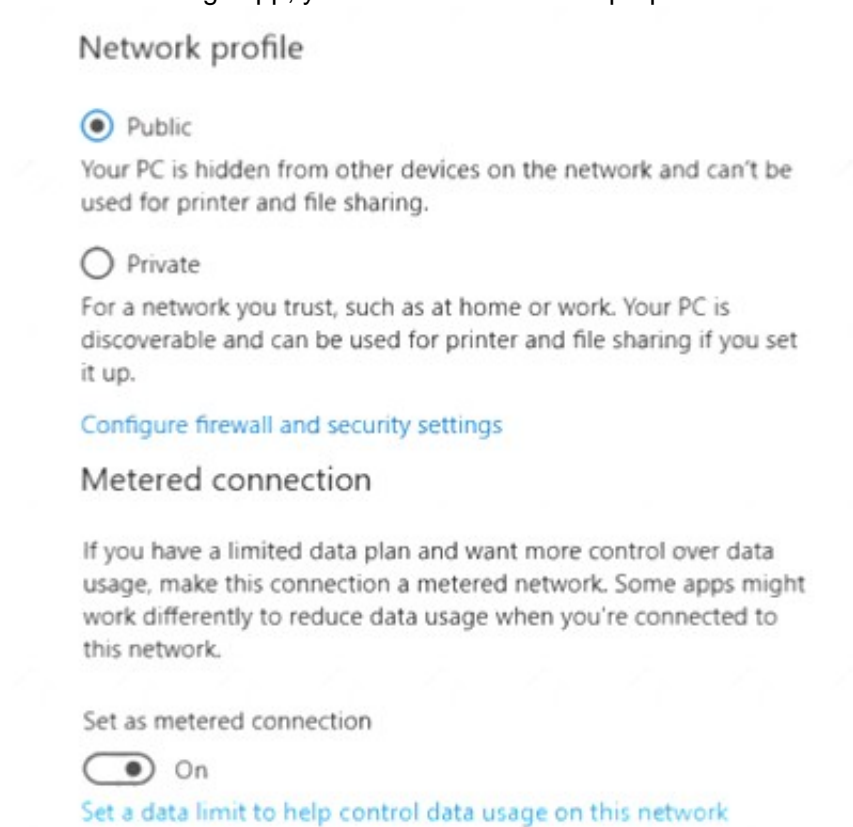 Network profile
Public
Your PC is hidden from other devices on the network and can't be
used for printer and file sharing.
Private
For a network you trust, such as at home or work. Your PC is
discoverable and can be used for printer and file sharing if you set
it up.
Configure firewall and security settings
Metered connection
If you have a limited data plan and want more control over data
usage, make this connection a metered network. Some apps might
work differently to reduce data usage when you're connected to
this network.
Set as metered connection
On
Set a data limit to help control data usage on this network